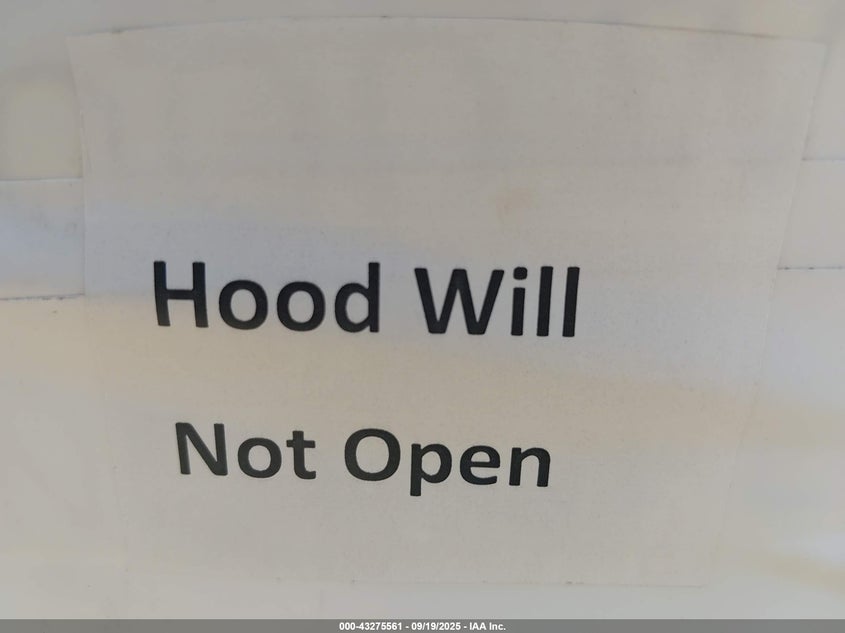 Hood Will
Not Open
000-43275561 - 09/19/2025 - IAA Inc.